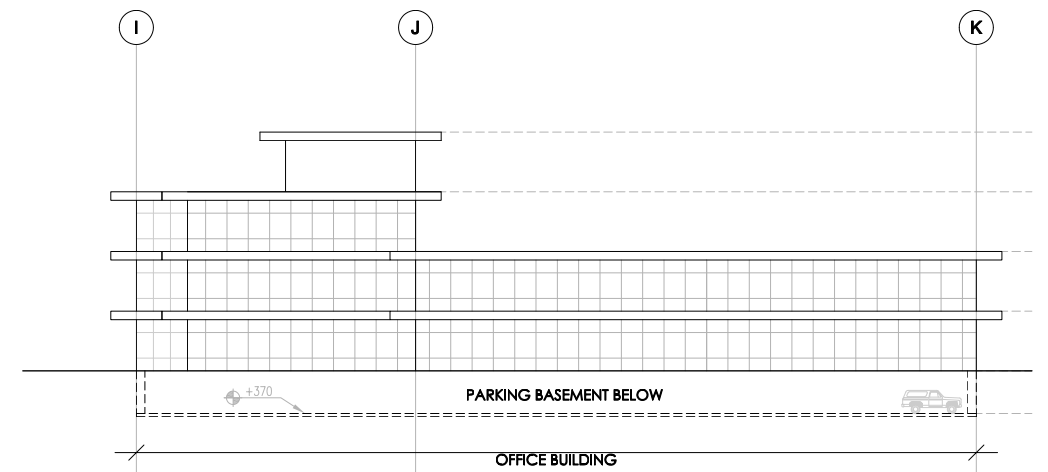 I
J
K
+370
PARKING BASEMENT BELOW
OFFICE BUILDING